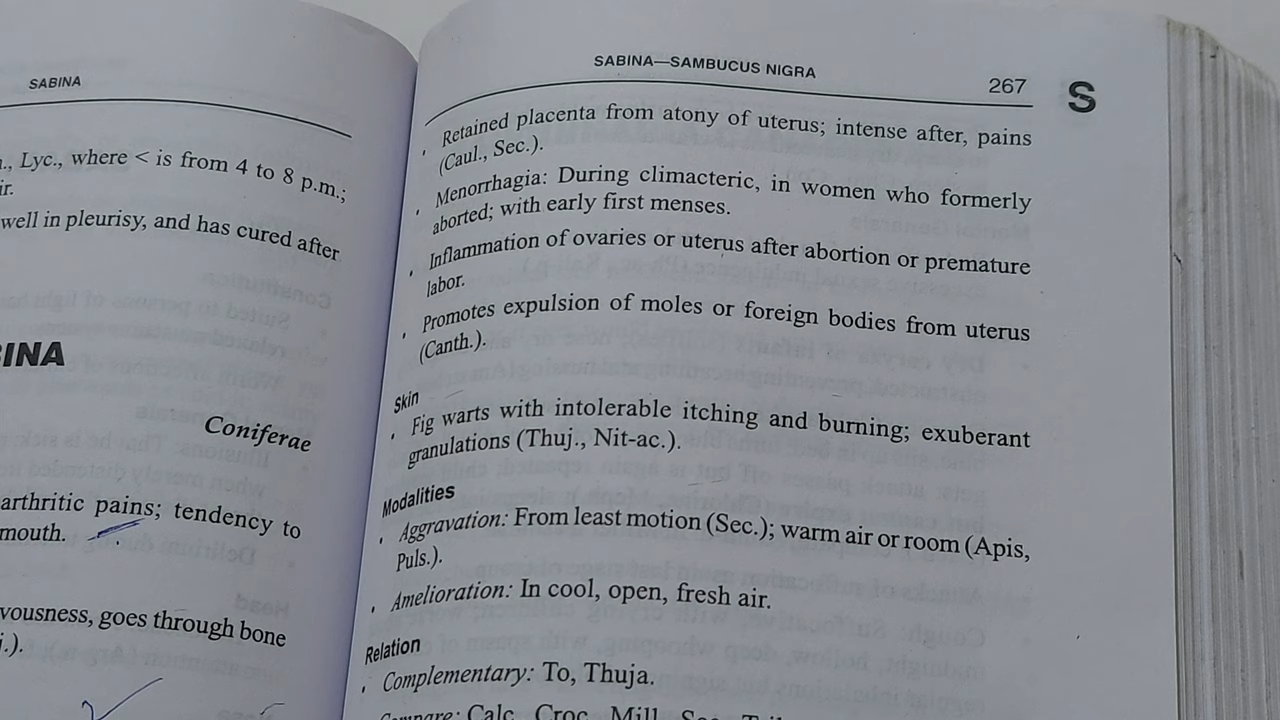 SABINA
., Lyc., where < is from 4 to 8 p.m.;
ir.
well in pleurisy, and has cured after
INA
Coniferae
arthritic pains; tendency to
mouth.
vousness, goes through bone
j.).
SABINA—SAMBUCUS NIGRA
267
S
• Retained placenta from atony of uterus; intense after, pains
(Caul., Sec.).
• Menorrhagia: During climacteric, in women who formerly
aborted; with early first menses.
• Inflammation of ovaries or uterus after abortion or premature
labor.
• Promotes expulsion of moles or foreign bodies from uterus
(Canth.).
Skin
• Fig warts with intolerable itching and burning; exuberant
granulations (Thuj., Nit-ac.).
Modalities
• Aggravation: From least motion (Sec.); warm air or room (Apis,
Puls.).
• Amelioration: In cool, open, fresh air.
Relation
• Complementary: To, Thuja.
Compare: Calc., Croc., Mill., Sec.,